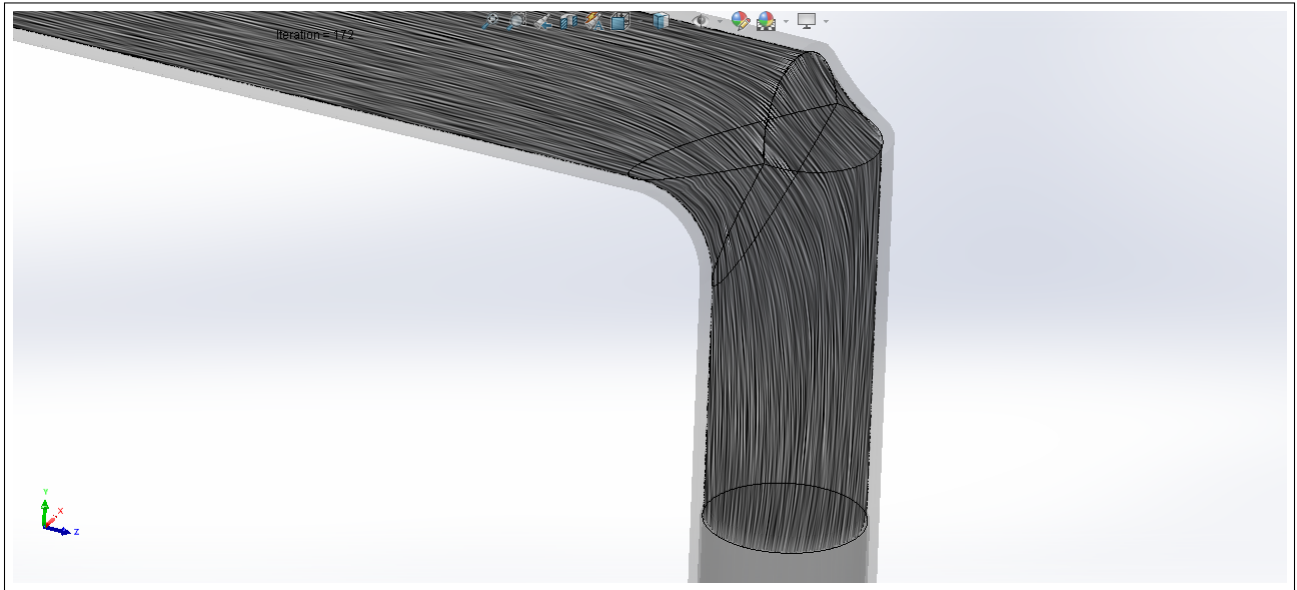 Iteration = 172
Y
X
Z